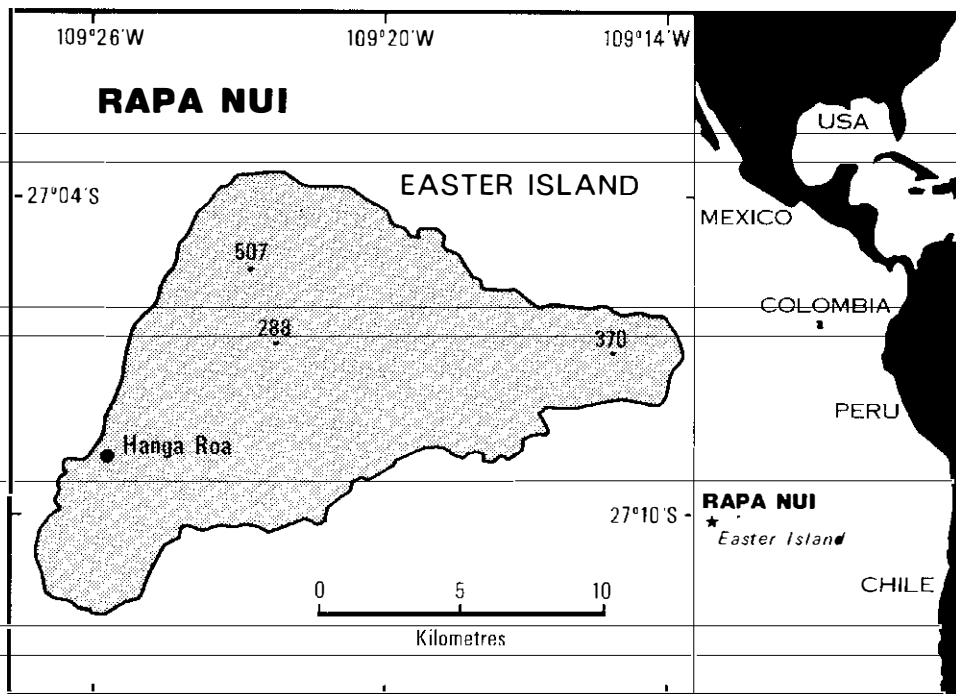 109°26'W
109°20'W
109°14'W
RAPA NUI
USA
27°04'S
EASTER ISLAND
MEXICO
507
COLOMBIA
288
370
PERU
Hanga Roa
RAPA NUI
27°10'S
Easter Island
CHILE
0 5 10
Kilometres